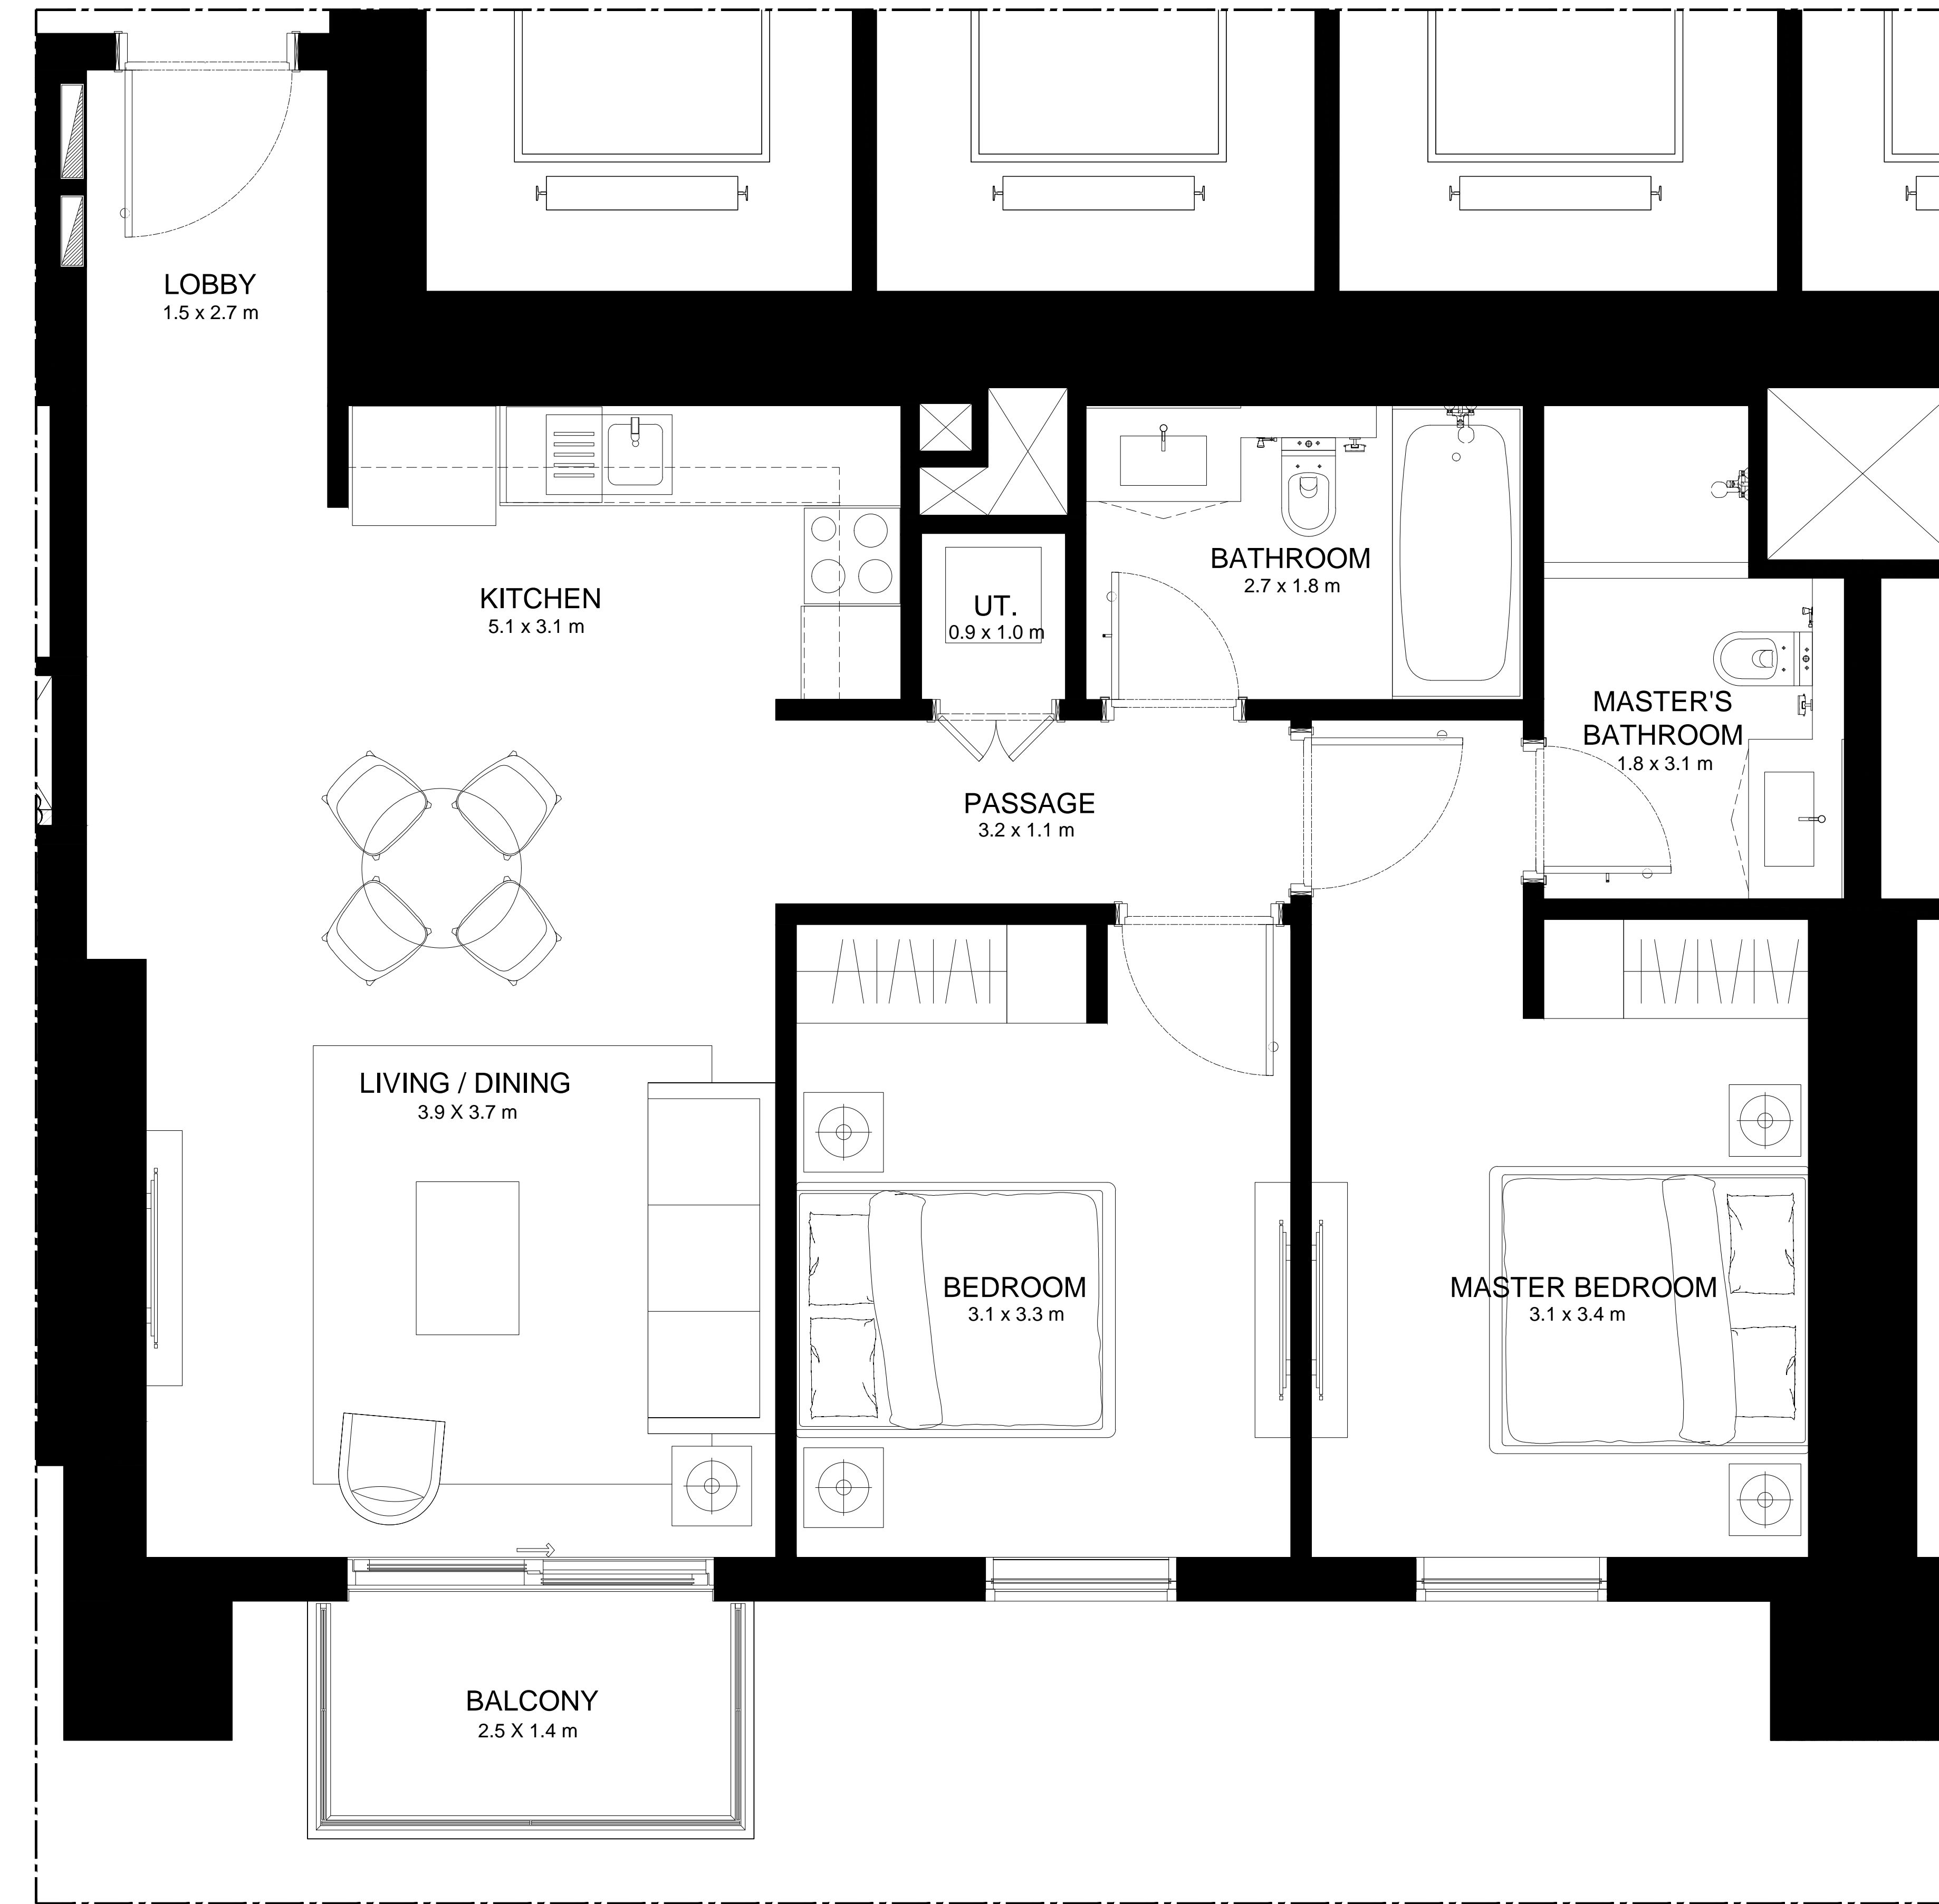 LOBBY
1.5 x 2.7 m
KITCHEN
5.1 x 3.1 m
UT.
0.9 x 1.0 m
BATHROOM
2.7 x 1.8 m
MASTER'S
BATHROOM
1.8 x 3.1 m
PASSAGE
3.2 x 1.1 m
LIVING / DINING
3.9 X 3.7 m
BEDROOM
3.1 x 3.3 m
MASTER BEDROOM
3.1 x 3.4 m
BALCONY
2.5 X 1.4 m